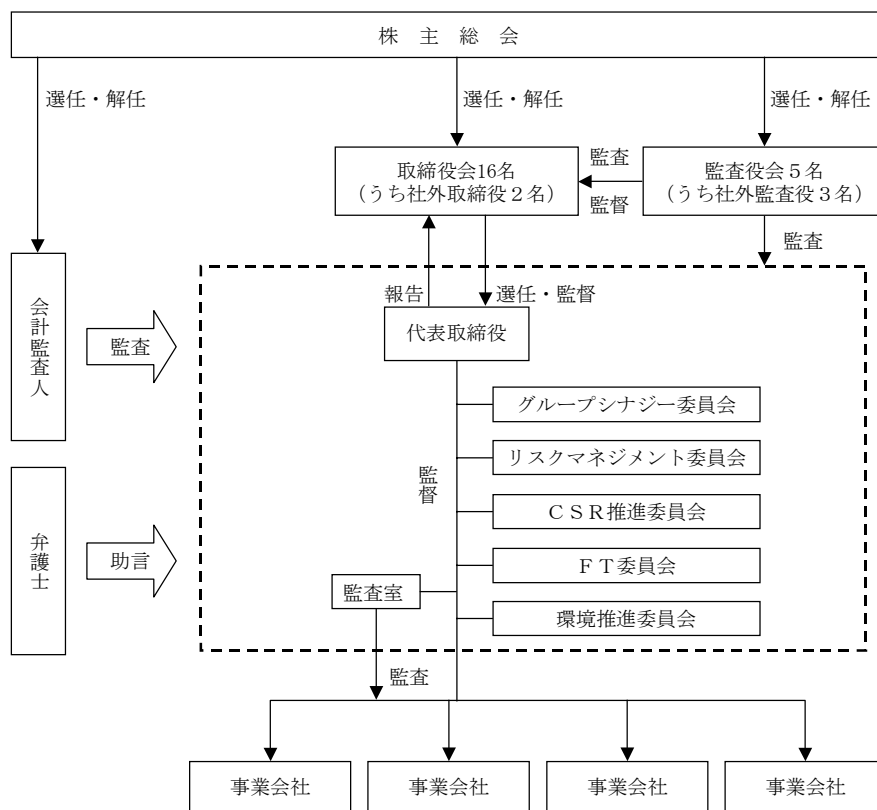 株 主 総 会
選任・解任
選任・解任
選任・解任
取締役会16名
（うち社外取締役２名）
監査
監督
監査役会５名
（うち社外監査役３名）
監査
会計監査人
監査
報告
選任・監督
代表取締役
グループシナジー委員会
リスクマネジメント委員会
監督
ＣＳＲ推進委員会
弁護士
助言
ＦＴ委員会
監査室
環境推進委員会
監査
事業会社
事業会社
事業会社
事業会社